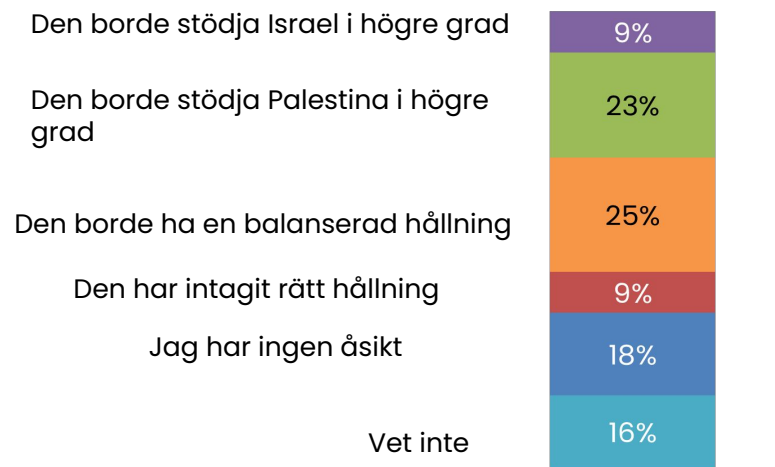 Den borde stödja Israel i högre grad
9%
Den borde stödja Palestina i högre
grad
23%
Den borde ha en balanserad hållning
25%
Den har intagit rätt hållning
9%
Jag har ingen åsikt
18%
Vet inte
16%